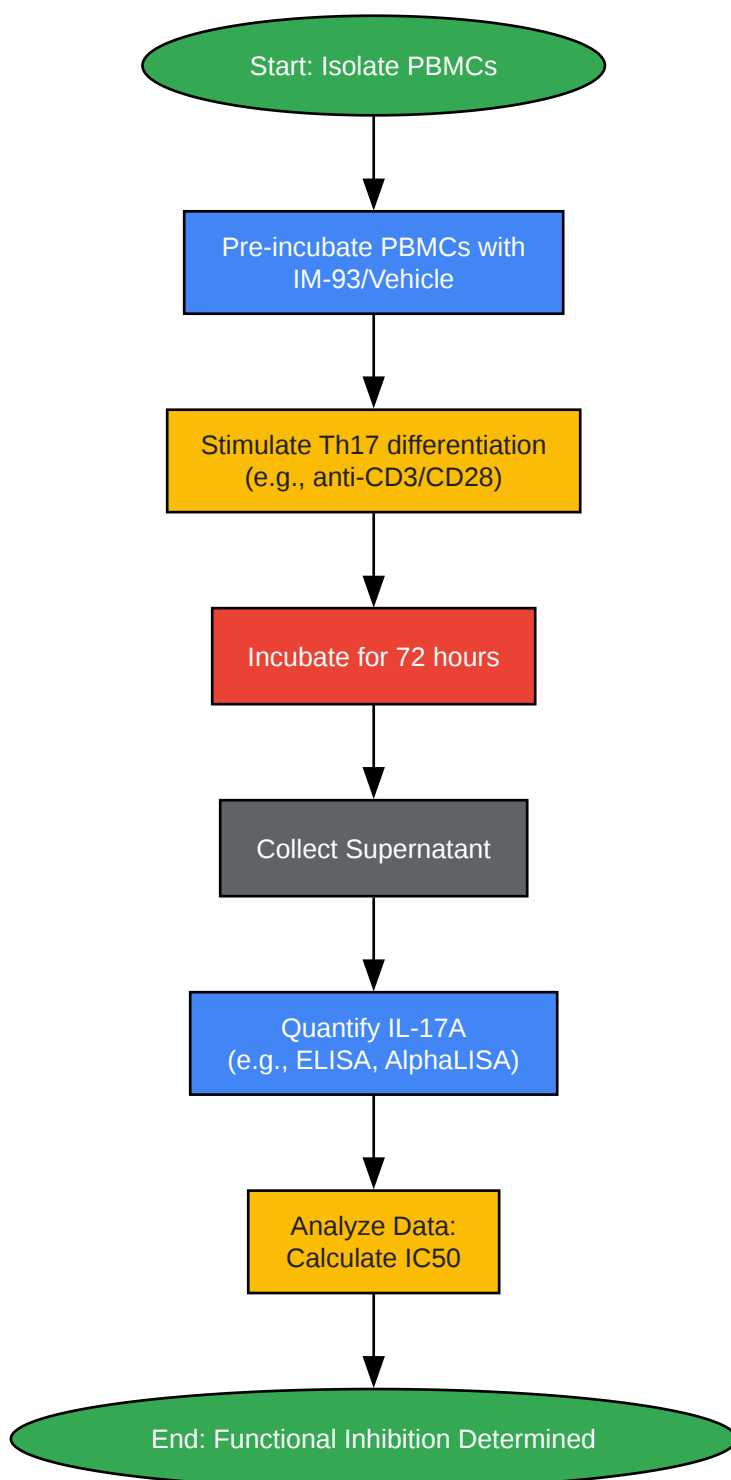 Start: Isolate PBMCs
Pre-incubate PBMCs with
IM-93/Vehicle
Stimulate Th17 differentiation
(e.g., anti-CD3/CD28)
Incubate for 72 hours
Collect Supernatant
Quantify IL-17A
(e.g., ELISA, AlphaLISA)
Analyze Data:
Calculate IC50
End: Functional Inhibition Determined